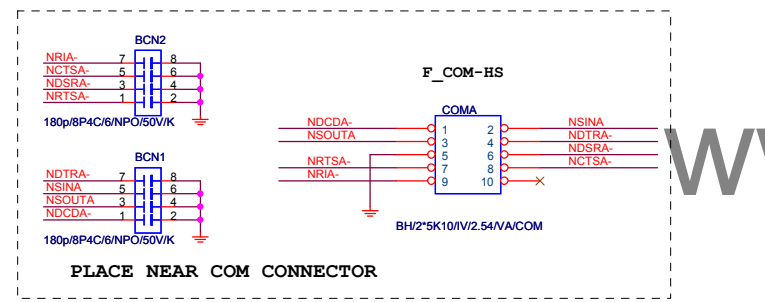 BCN2
NRIA- 7 8
NCTSA- 5 6
NDSRA- 3 4
NRTSA- 1 2
180p/8P4C/6/NPO/50V/K
BCN1
NDTRA- 7 8
NSINA 5 6
NSOUTA 3 4
NDCDA- 1 2
180p/8P4C/6/NPO/50V/K
F_COM-HS
COMA
NDCDA- 1 2 NSINA
NSOUTA 3 4 NDTRA-
5 6 NDSRA-
NRTSA- 7 8 NCTSA-
NRIA- 9 10
BH/2*5K10/IV/2.54/VA/COM
PLACE NEAR COM CONNECTOR